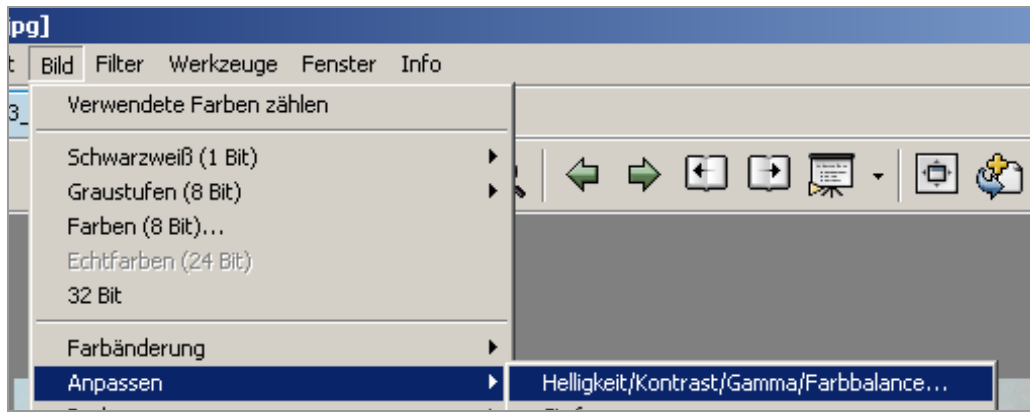 jpg]
t Bild Filter Werkzeuge Fenster Info
3_
Verwendete Farben zählen
Schwarzweiß (1 Bit)
Graustufen (8 Bit)
Farben (8 Bit)...
Echtfarben (24 Bit)
32 Bit
Farbänderung
Anpassen
Helligkeit/Kontrast/Gamma/Farbbalance...